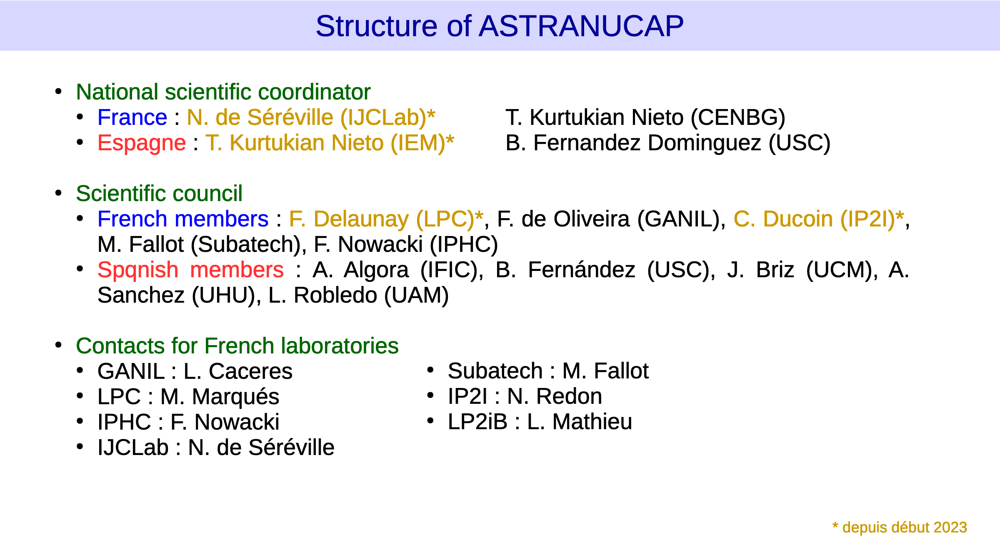 Structure of ASTRANUCAP
• National scientific coordinator
• France : N. de Séréville (IJCLab)* T. Kurtukian Nieto (CENBG)
• Espagne : T. Kurtukian Nieto (IEM)* B. Fernandez Dominguez (USC)
• Scientific council
• French members : F. Delaunay (LPC)*, F. de Oliveira (GANIL), C. Ducoin (IP2I)*,
M. Fallot (Subatech), F. Nowacki (IPHC)
• Spqnish members : A. Algora (IFIC), B. Fernández (USC), J. Briz (UCM), A.
Sanchez (UHU), L. Robledo (UAM)
• Contacts for French laboratories
• GANIL : L. Caceres
• LPC : M. Marqués
• IPHC : F. Nowacki
• IJCLab : N. de Séréville
• Subatech : M. Fallot
• IP2I : N. Redon
• LP2iB : L. Mathieu
* depuis début 2023